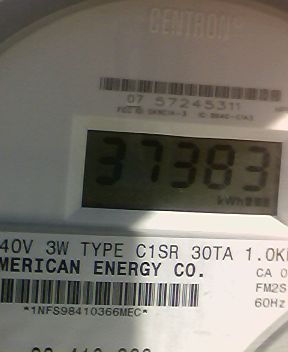 CENTRON®
07 57245311
37383
kWh
40V 3W TYPE C1SR 30TA 1.0K
MERICAN ENERGY CO.
CA 0
FM2S
60Hz
*1NFS98410366MEC*